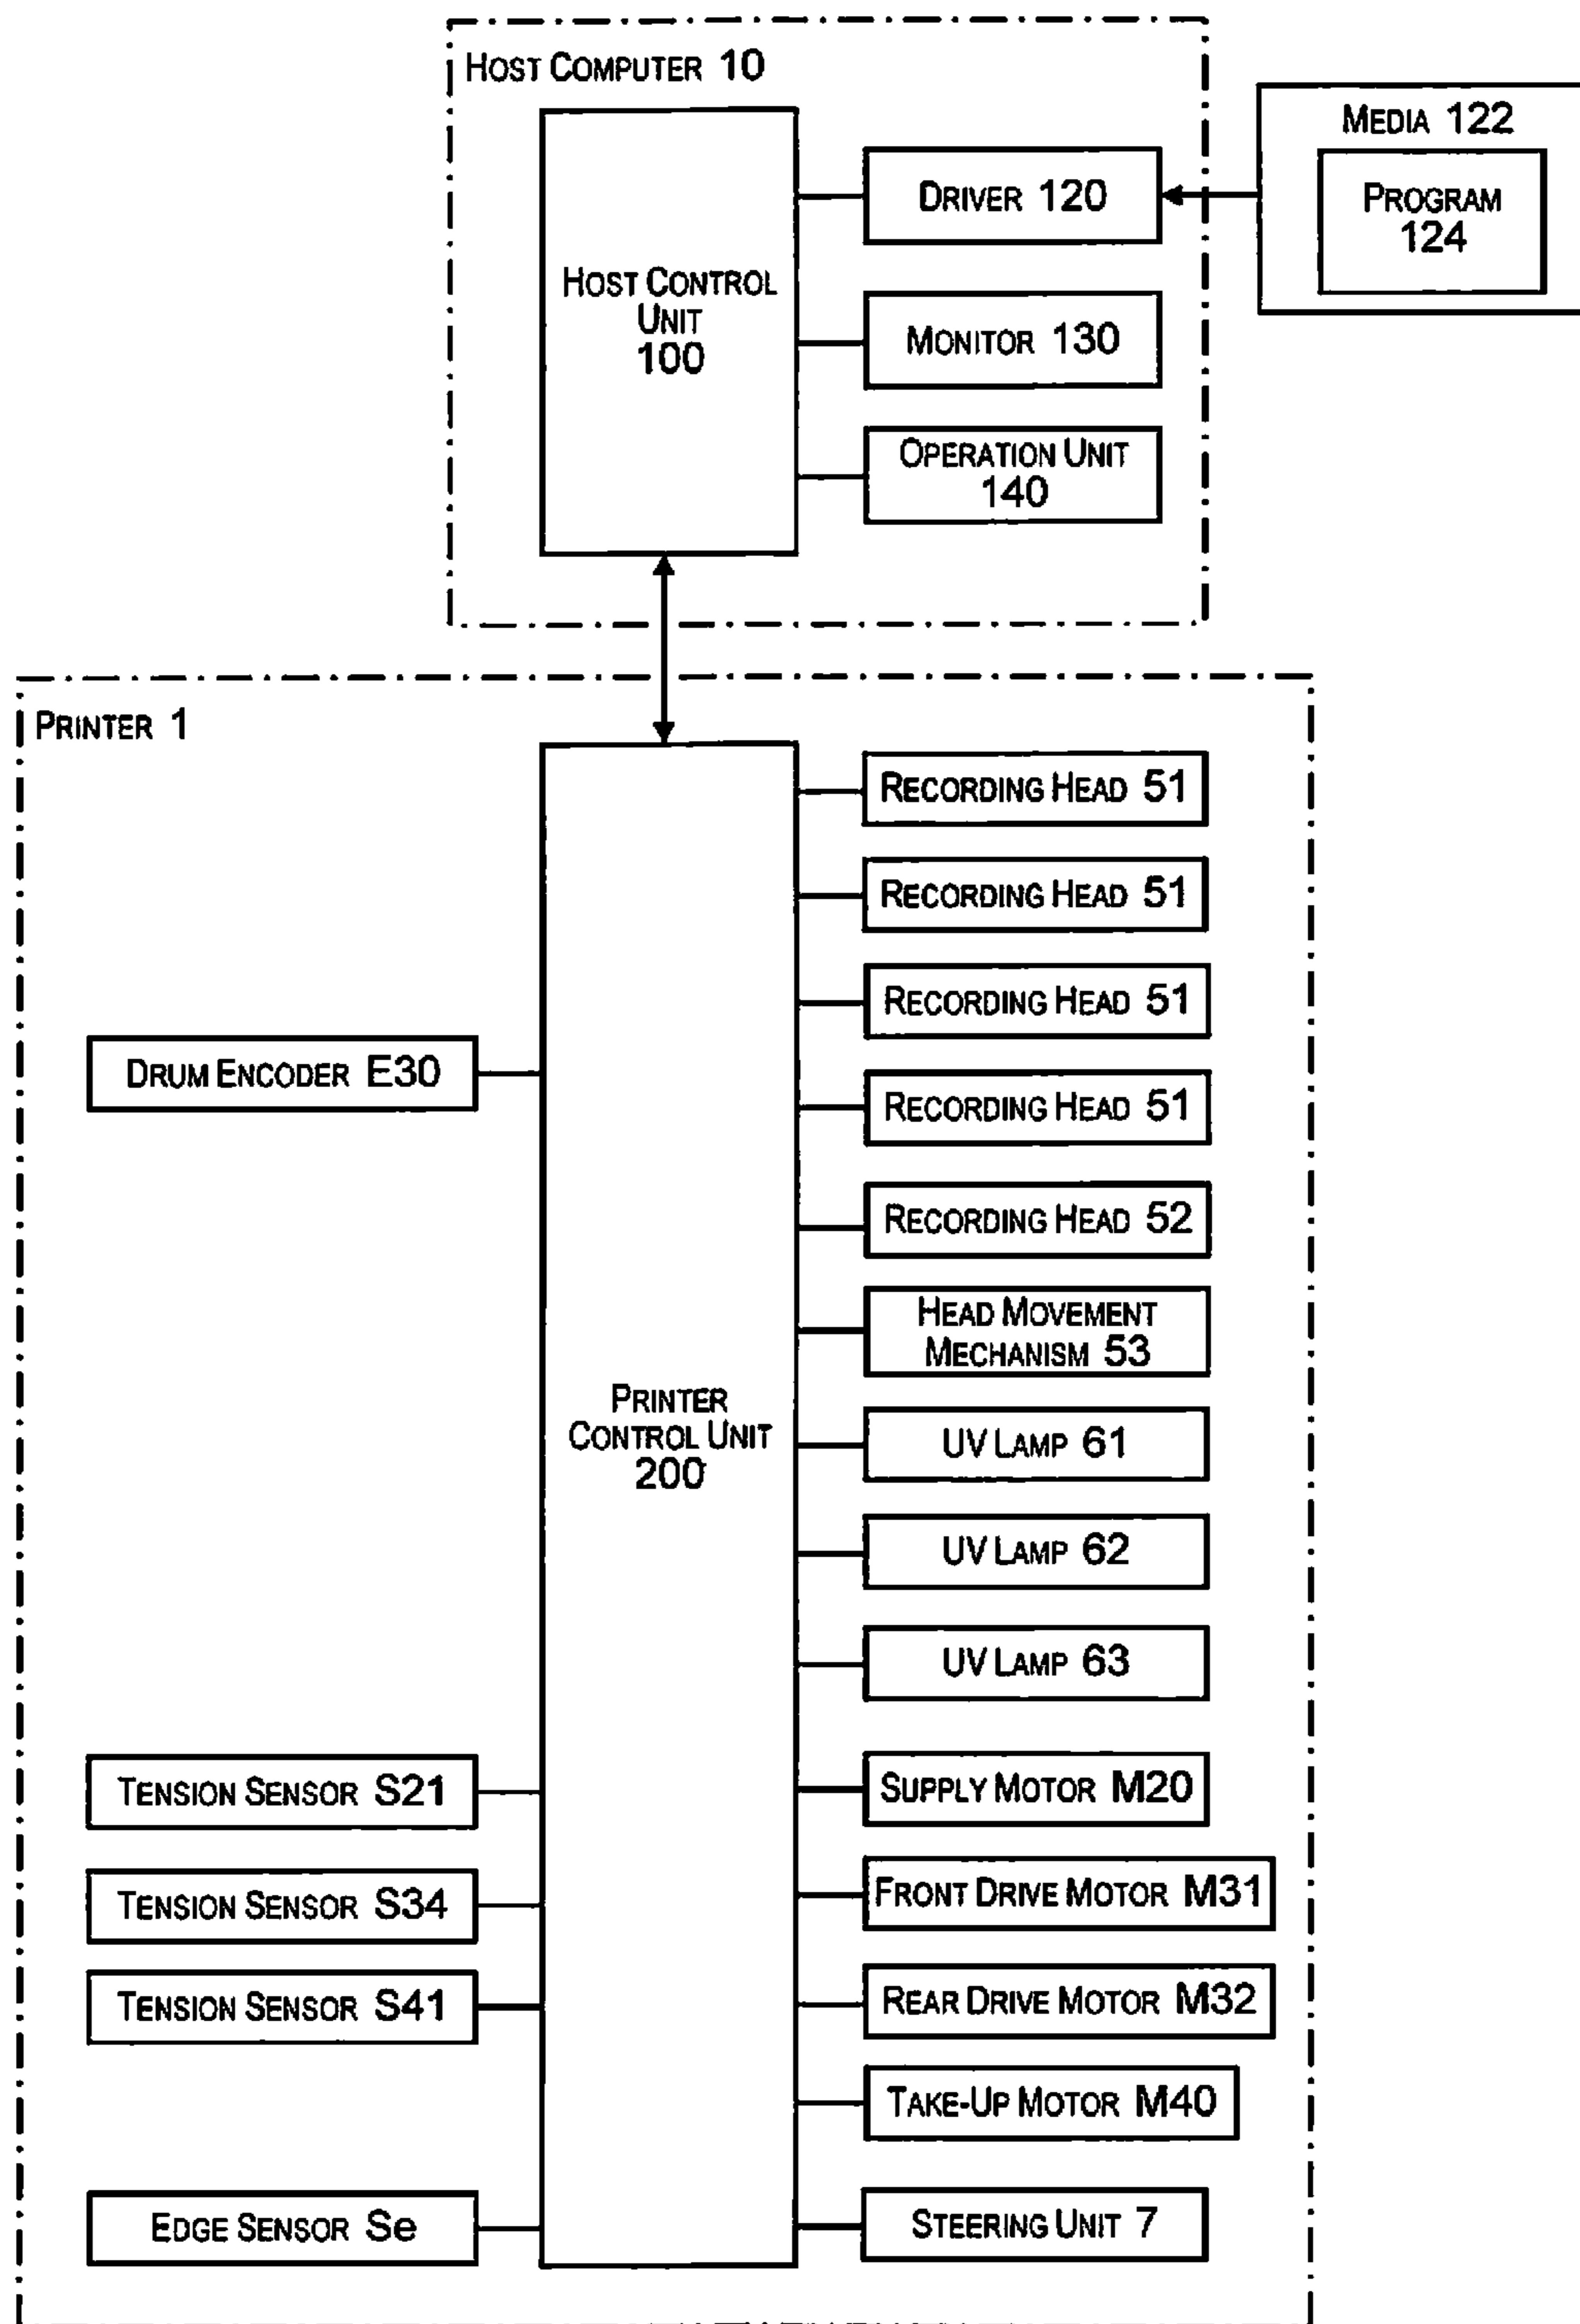 HOST COMPUTER 10
HOST CONTROL
UNIT
100
DRIVER 120
MONITOR 130
OPERATION UNIT
140
MEDIA 122
PROGRAM
124
PRINTER 1
DRUM ENCODER E30
TENSION SENSOR S21
TENSION SENSOR S34
TENSION SENSOR S41
EDGE SENSOR Se
PRINTER
CONTROL UNIT
200
RECORDING HEAD 51
RECORDING HEAD 51
RECORDING HEAD 51
RECORDING HEAD 51
RECORDING HEAD 52
HEAD MOVEMENT
MECHANISM 53
UV LAMP 61
UV LAMP 62
UV LAMP 63
SUPPLY MOTOR M20
FRONT DRIVE MOTOR M31
REAR DRIVE MOTOR M32
TAKE-UP MOTOR M40
STEERING UNIT 7